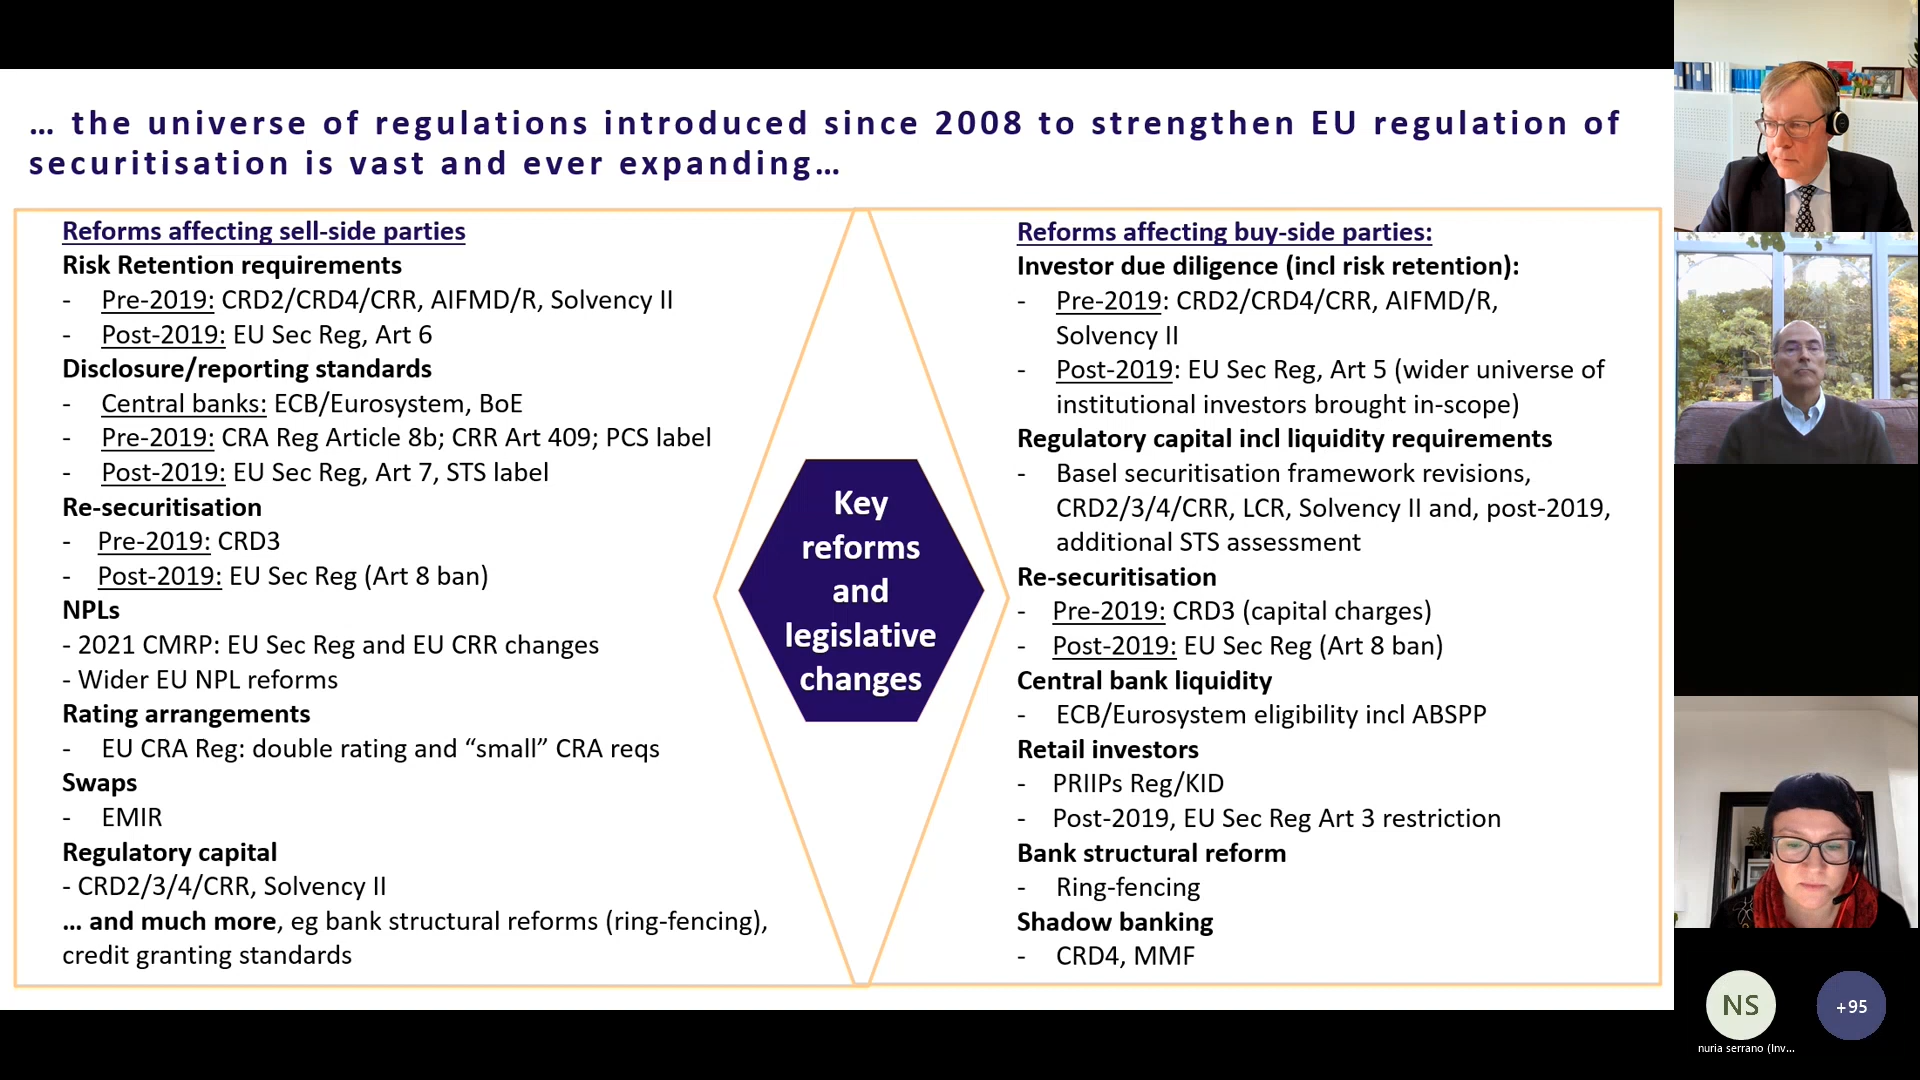 … the universe of regulations introduced since 2008 to strengthen EU regulation of
securitisation is vast and ever expanding…
Reforms affecting sell-side parties
Risk Retention requirements
- Pre-2019: CRD2/CRD4/CRR, AIFMD/R, Solvency II
- Post-2019: EU Sec Reg, Art 6
Disclosure/reporting standards
- Central banks: ECB/Eurosystem, BoE
- Pre-2019: CRA Reg Article 8b; CRR Art 409; PCS label
- Post-2019: EU Sec Reg, Art 7, STS label
Re-securitisation
- Pre-2019: CRD3
- Post-2019: EU Sec Reg (Art 8 ban)
NPLs
- 2021 CMRP: EU Sec Reg and EU CRR changes
- Wider EU NPL reforms
Rating arrangements
- EU CRA Reg: double rating and “small” CRA reqs
Swaps
- EMIR
Regulatory capital
- CRD2/3/4/CRR, Solvency II
… and much more, eg bank structural reforms (ring-fencing),
credit granting standards
Key
reforms
and
legislative
changes
Reforms affecting buy-side parties:
Investor due diligence (incl risk retention):
- Pre-2019: CRD2/CRD4/CRR, AIFMD/R,
Solvency II
- Post-2019: EU Sec Reg, Art 5 (wider universe of
institutional investors brought in-scope)
Regulatory capital incl liquidity requirements
- Basel securitisation framework revisions,
CRD2/3/4/CRR, LCR, Solvency II and, post-2019,
additional STS assessment
Re-securitisation
- Pre-2019: CRD3 (capital charges)
- Post-2019: EU Sec Reg (Art 8 ban)
Central bank liquidity
- ECB/Eurosystem eligibility incl ABSPP
Retail investors
- PRIIPs Reg/KID
- Post-2019, EU Sec Reg Art 3 restriction
Bank structural reform
- Ring-fencing
Shadow banking
- CRD4, MMF
NS
+95
nuria serrano (Inv...